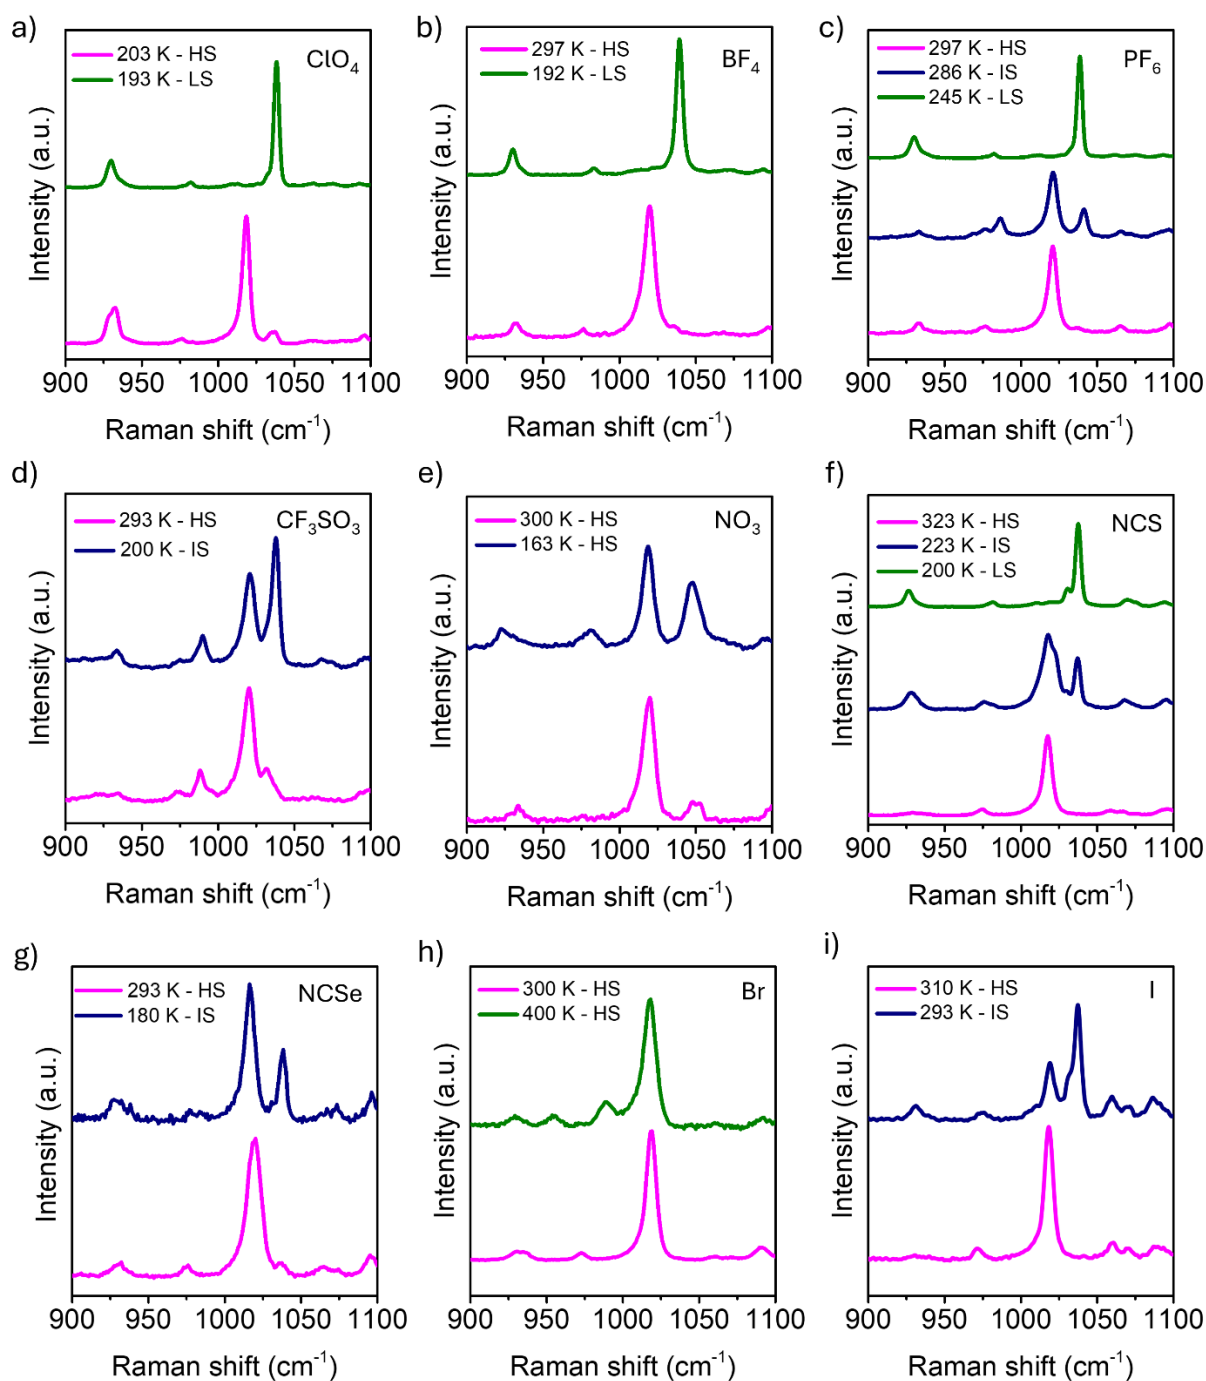 a)
203 K - HS
193 K - LS
ClO4
Intensity (a.u.)
900 950 1000 1050 1100
Raman shift (cm-1)
b)
297 K - HS
192 K - LS
BF4
Intensity (a.u.)
900 950 1000 1050 1100
Raman shift (cm-1)
c)
297 K - HS
286 K - IS
245 K - LS
PF6
Intensity (a.u.)
900 950 1000 1050 1100
Raman shift (cm-1)
d)
293 K - HS
200 K - IS
CF3SO3
Intensity (a.u.)
900 950 1000 1050 1100
Raman shift (cm-1)
e)
300 K - HS
163 K - HS
NO3
Intensity (a.u.)
900 950 1000 1050 1100
Raman shift (cm-1)
f)
323 K - HS
223 K - IS
200 K - LS
NCS
Intensity (a.u.)
900 950 1000 1050 1100
Raman shift (cm-1)
g)
293 K - HS
180 K - IS
NCSe
Intensity (a.u.)
900 950 1000 1050 1100
Raman shift (cm-1)
h)
300 K - HS
400 K - HS
Br
Intensity (a.u.)
900 950 1000 1050 1100
Raman shift (cm-1)
i)
310 K - HS
293 K - IS
I
Intensity (a.u.)
900 950 1000 1050 1100
Raman shift (cm-1)